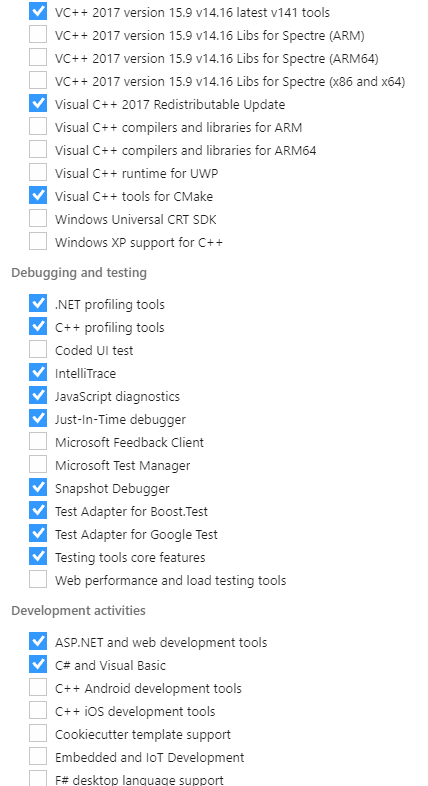 VC++ 2017 version 15.9 v14.16 latest v141 tools
VC++ 2017 version 15.9 v14.16 Libs for Spectre (ARM)
VC++ 2017 version 15.9 v14.16 Libs for Spectre (ARM64)
VC++ 2017 version 15.9 v14.16 Libs for Spectre (x86 and x64)
Visual C++ 2017 Redistributable Update
Visual C++ compilers and libraries for ARM
Visual C++ compilers and libraries for ARM64
Visual C++ runtime for UWP
Visual C++ tools for CMake
Windows Universal CRT SDK
Windows XP support for C++
Debugging and testing
.NET profiling tools
C++ profiling tools
Coded UI test
IntelliTrace
JavaScript diagnostics
Just-In-Time debugger
Microsoft Feedback Client
Microsoft Test Manager
Snapshot Debugger
Test Adapter for Boost.Test
Test Adapter for Google Test
Testing tools core features
Web performance and load testing tools
Development activities
ASP.NET and web development tools
C# and Visual Basic
C++ Android development tools
C++ iOS development tools
Cookiecutter template support
Embedded and IoT Development
F# desktop language support